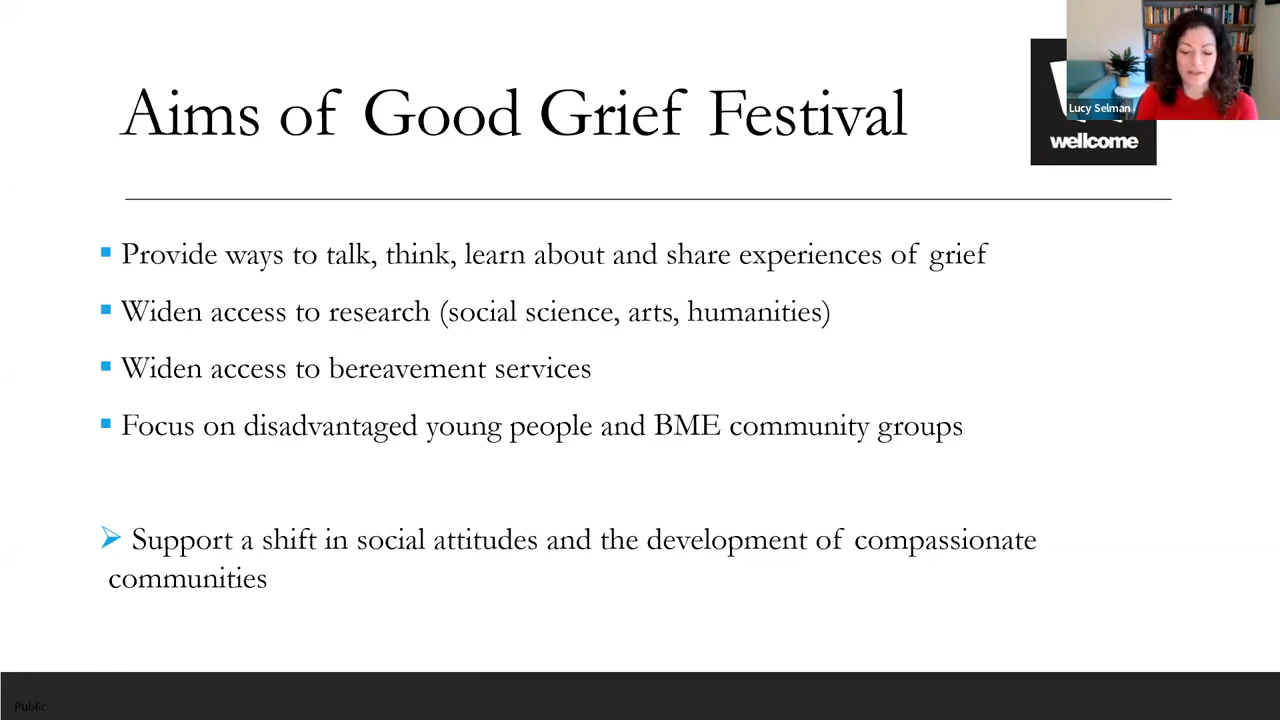 Aims of Good Grief Festival
Lucy Selman
wellcome
Provide ways to talk, think, learn about and share experiences of grief
Widen access to research (social science, arts, humanities)
Widen access to bereavement services
Focus on disadvantaged young people and BME community groups
Support a shift in social attitudes and the development of compassionate
communities
Public